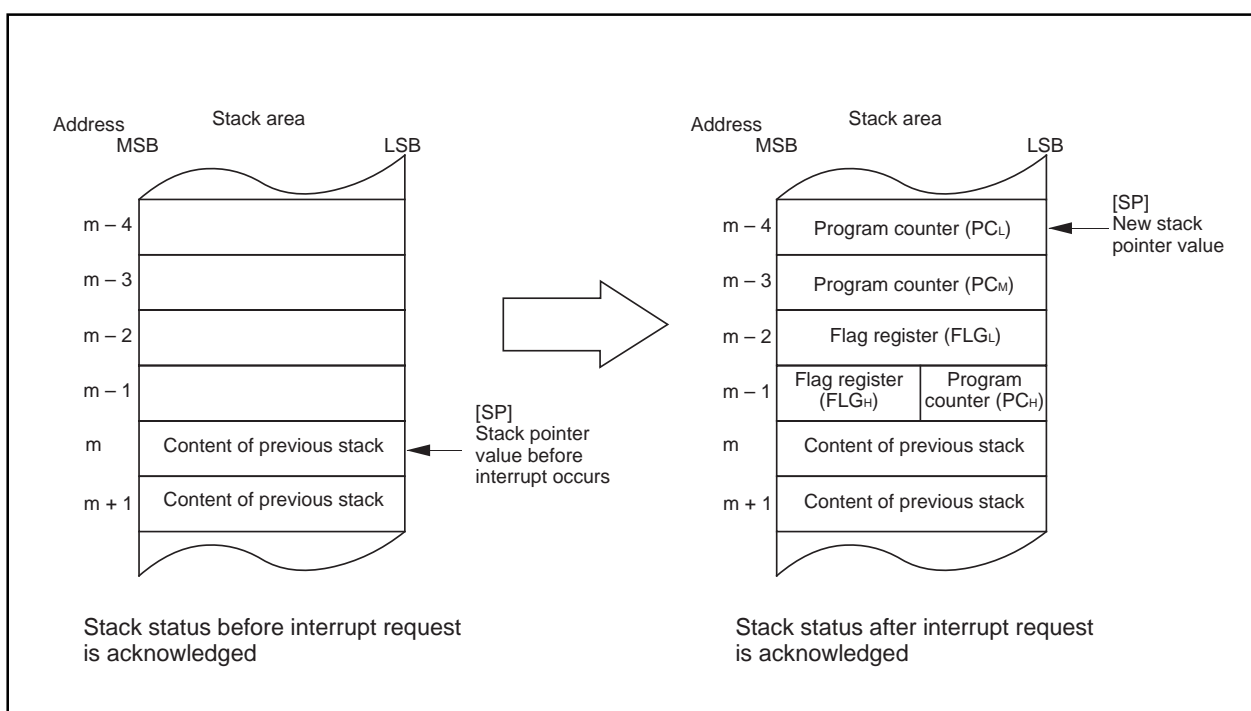 Address
MSB
Stack area
LSB
m – 4
m – 3
m – 2
m – 1
m
Content of previous stack
m + 1
Content of previous stack
[SP]
Stack pointer
value before
interrupt occurs
Stack status before interrupt request
is acknowledged
Address
MSB
Stack area
LSB
m – 4
Program counter (PCL)
m – 3
Program counter (PCM)
m – 2
Flag register (FLGL)
m – 1
Flag register
(FLGH)
Program
counter (PCH)
m
Content of previous stack
m + 1
Content of previous stack
[SP]
New stack
pointer value
Stack status after interrupt request
is acknowledged